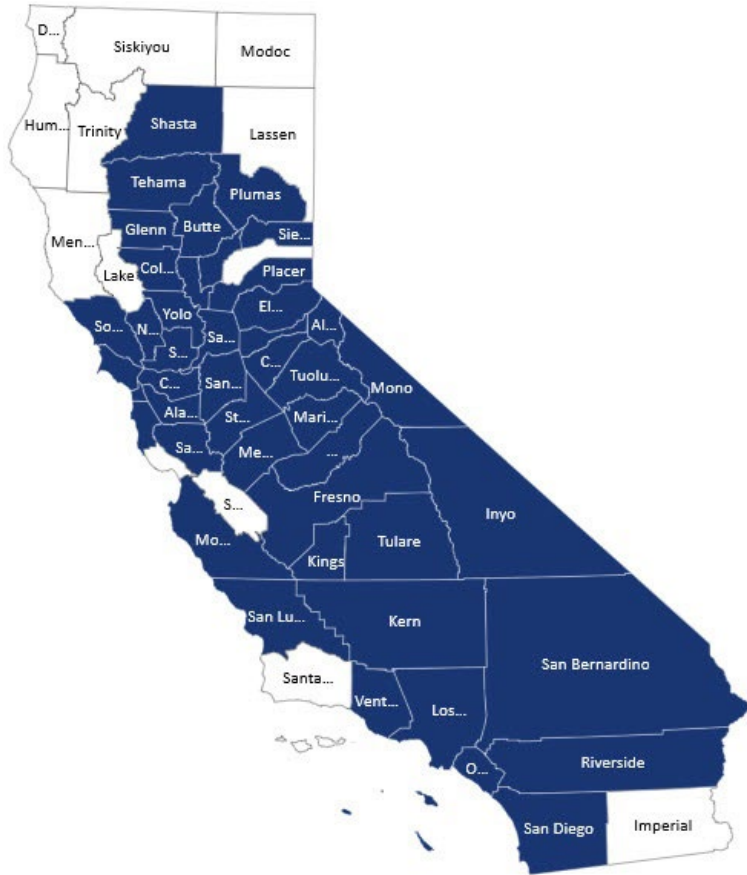 D...
Siskiyou
Modoc
Hum...
Trinity
Shasta
Lassen
Tehama
Plumas
Men...
Glenn
Butte
Sie...
Lake
Col...
Placer
So...
N...
Yolo
Sa...
El...
Al...
S...
C...
C...
San...
Tuolu...
Mono
Ala...
St...
Mari...
Sa...
Me...
...
S...
Fresno
Inyo
Mo...
Kings
Tulare
San Lu...
Kern
Santa...
San Bernardino
Vent...
Los...
O...
Riverside
San Diego
Imperial